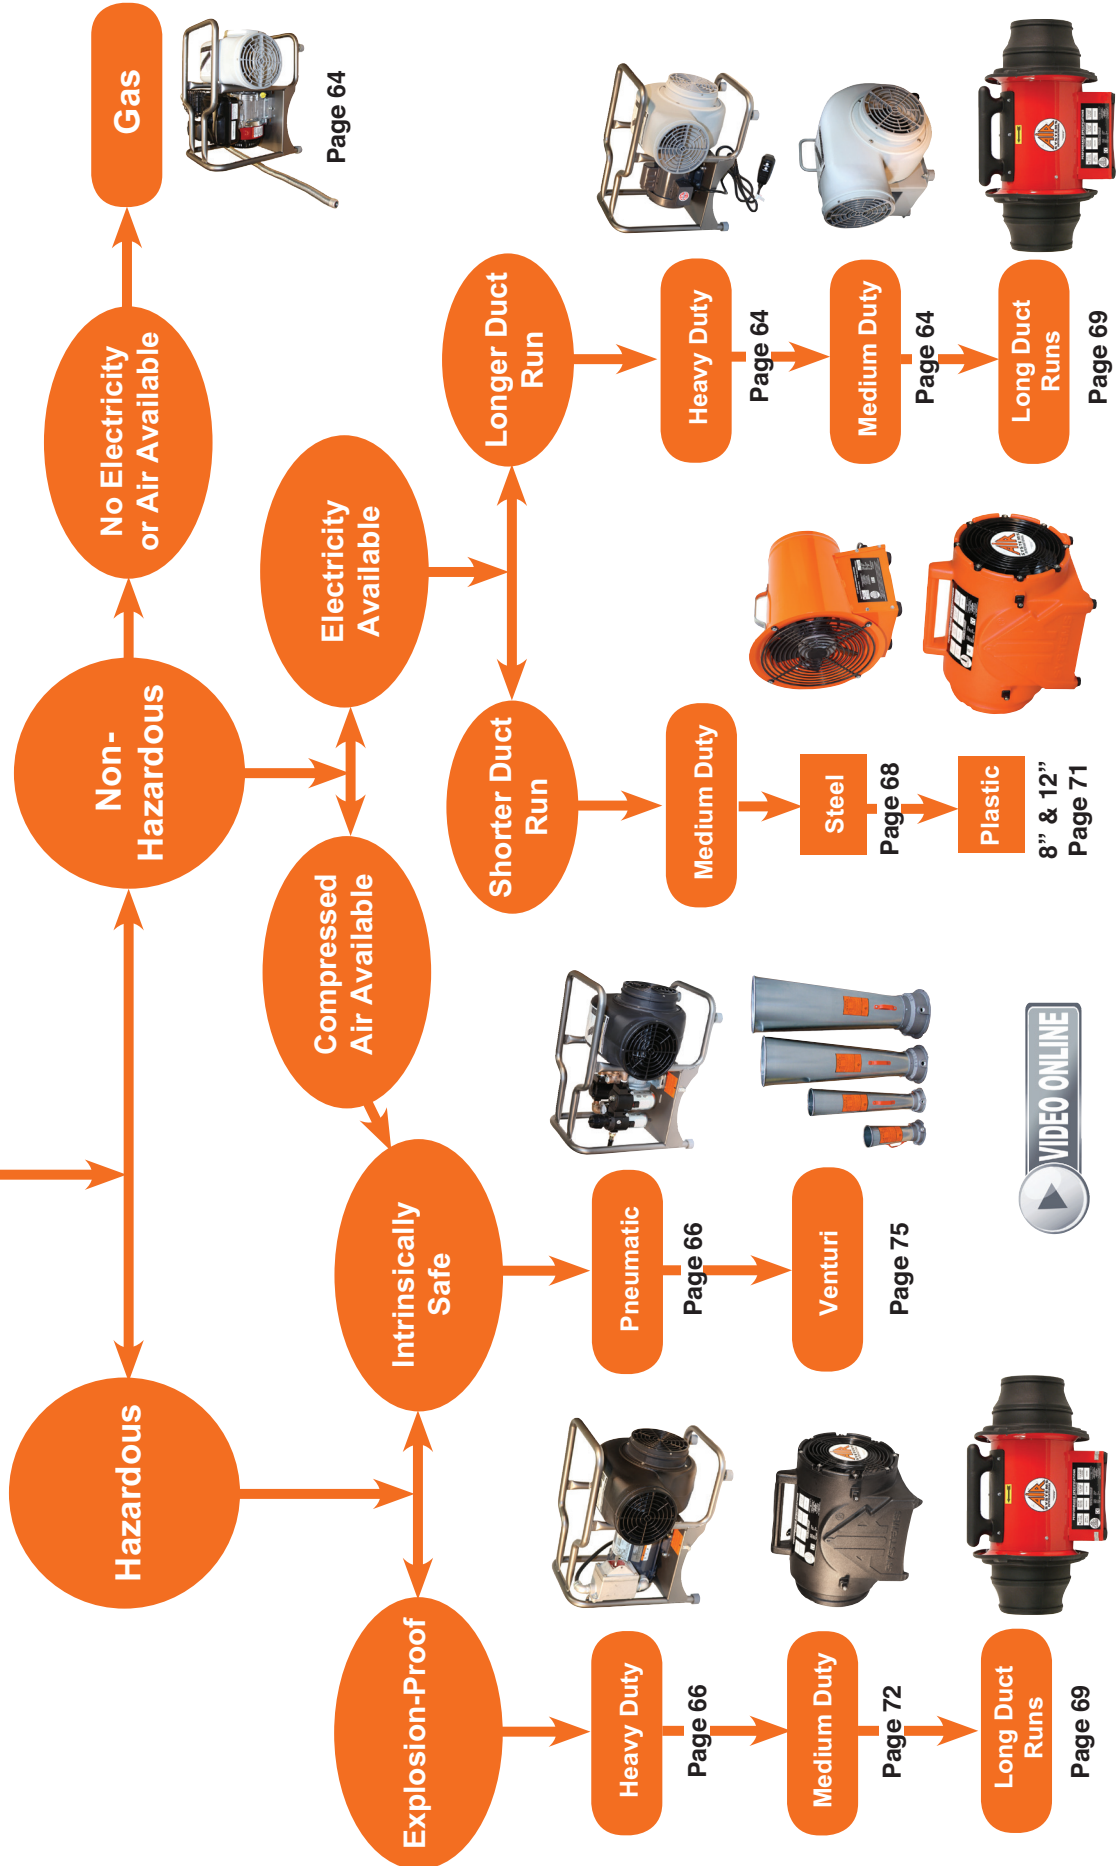 Hazardous
Non-
Hazardous
No Electricity
or Air Available
Gas
Page 64
Explosion-Proof
Intrinsically
Safe
Compressed
Air Available
Electricity
Available
Shorter Duct
Run
Longer Duct
Run
Heavy Duty
Page 66
Medium Duty
Page 72
Long Duct
Runs
Page 69
Pneumatic
Page 66
Venturi
Page 75
Medium Duty
Steel
Page 68
Plastic
8” & 12”
Page 71
Heavy Duty
Page 64
Medium Duty
Page 64
Long Duct
Runs
Page 69
VIDEO ONLINE
AIR
AIR
AIR